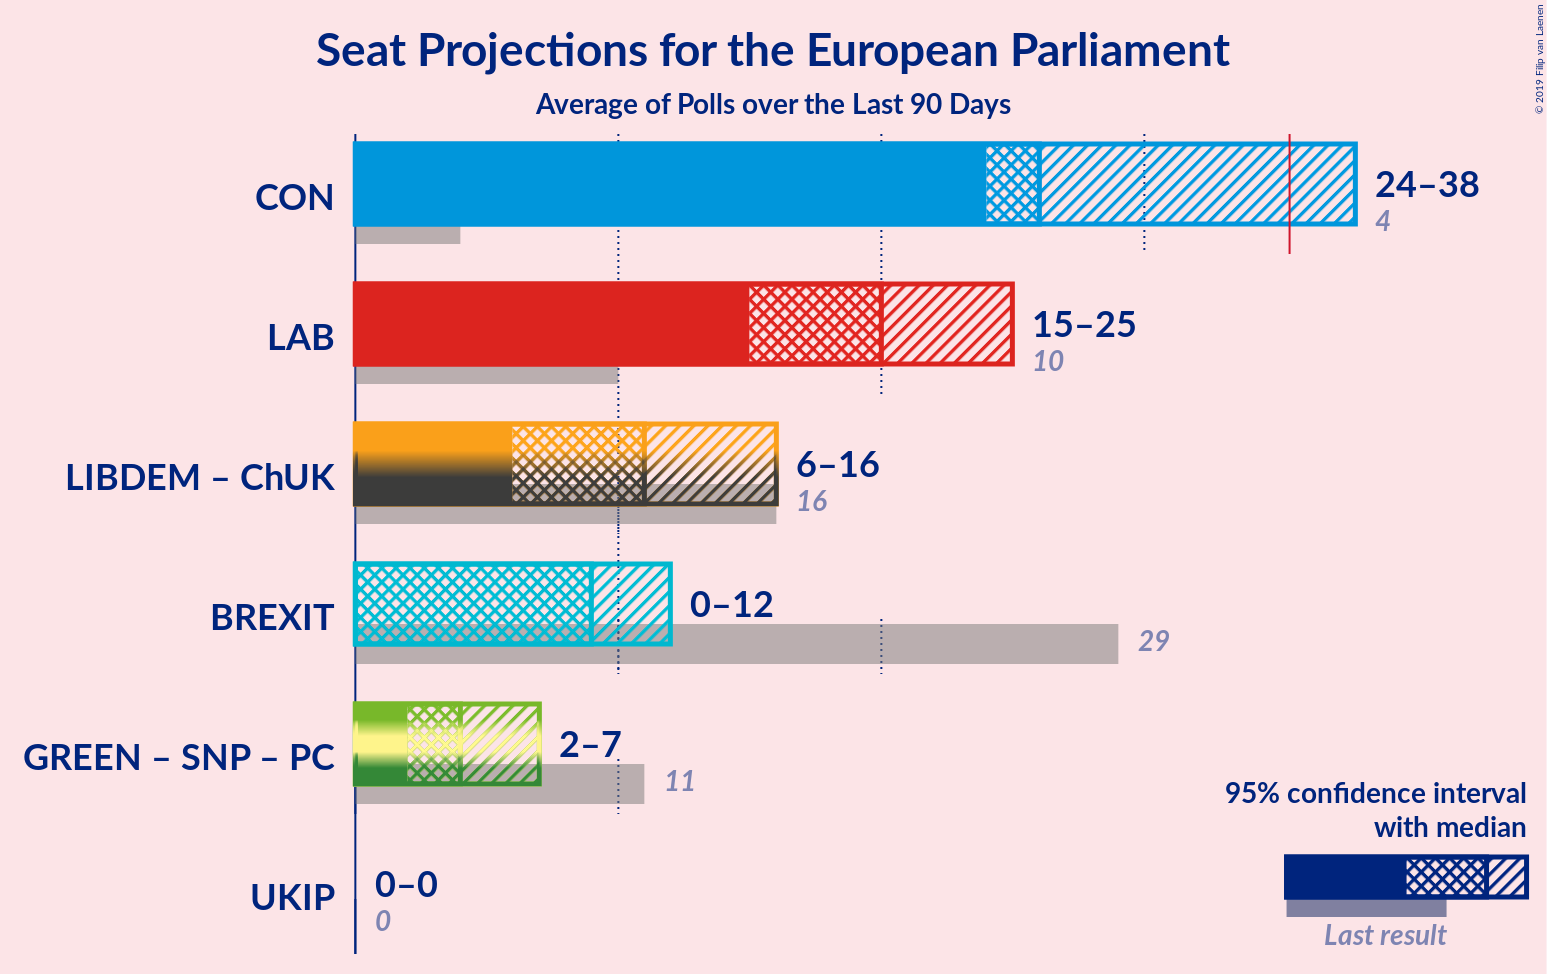 Seat Projections for the European Parliament
Average of Polls over the Last 90 Days
© 2019 Filip van Laenen
CON
24–38
4
LAB
15–25
10
LIBDEM – ChUK
6–16
16
BREXIT
0–12
29
GREEN – SNP – PC
2–7
11
UKIP
0–0
0
95% confidence interval
with median
Last result